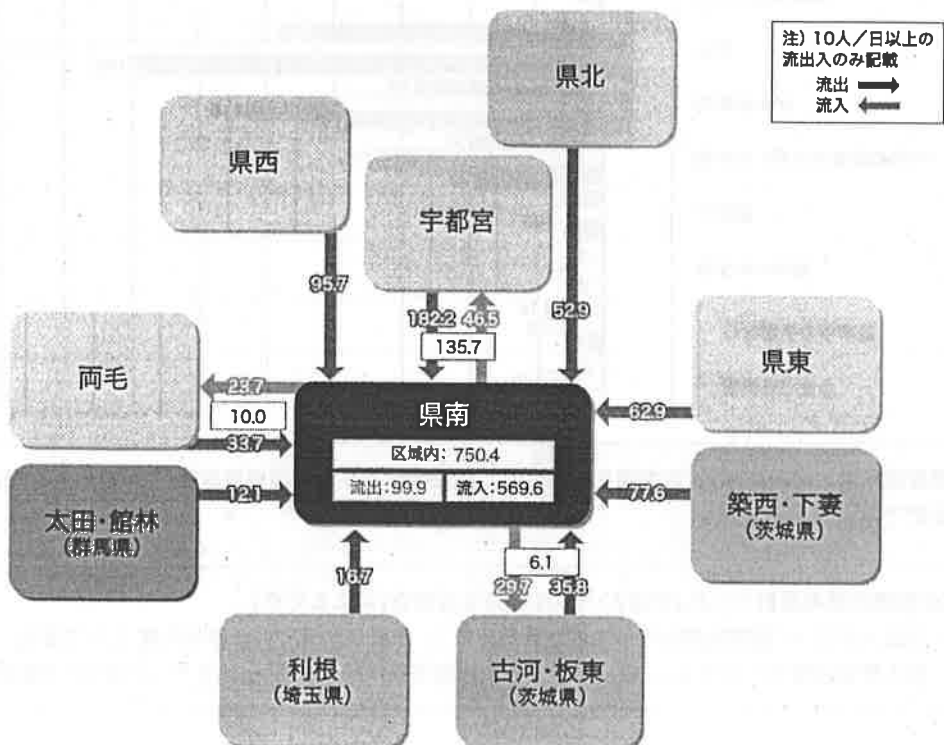 注) 10人/日以上の
流出入のみ記載
流出
流入
県北
県西
宇都宮
95.7
182.2
46.5
52.9
135.7
両毛
23.7
10.0
33.7
県東
62.9
県南
区域内: 750.4
流出:99.9
流入:569.6
太田・館林
(群馬県)
12.1
77.6
築西・下妻
(茨城県)
16.7
6.1
29.7
35.8
利根
(埼玉県)
古河・板東
(茨城県)